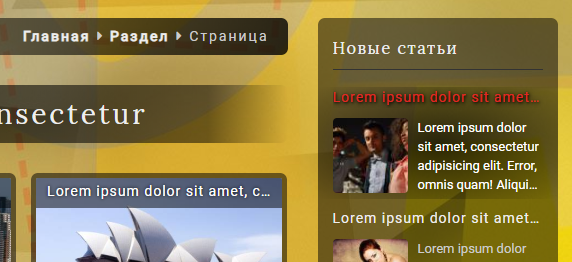 Главная Раздел Страница
nsectetur
Lorem ipsum dolor sit amet, c...
Новые статьи
Lorem ipsum dolor sit amet...
Lorem ipsum dolor
sit amet, consectetur
adipisicing elit. Error,
omnis quam! Aliqui...
Lorem ipsum dolor sit amet...
Lorem ipsum dolor